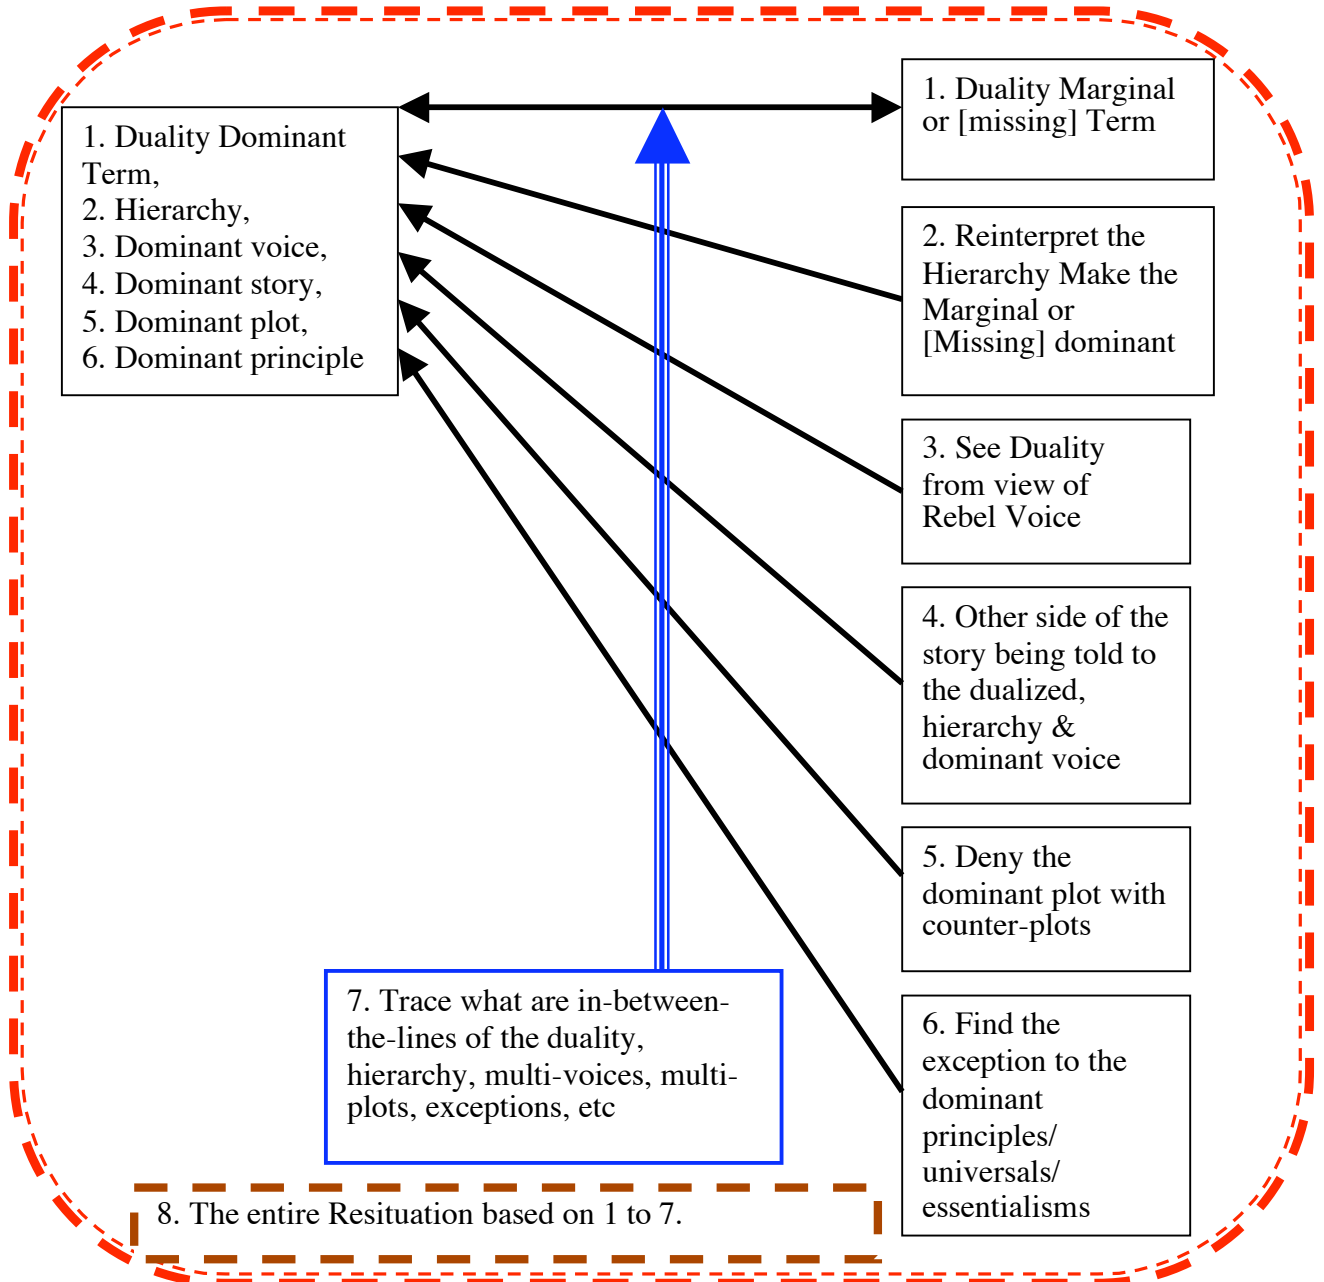 1. Duality Dominant
Term,
2. Hierarchy,
3. Dominant voice,
4. Dominant story,
5. Dominant plot,
6. Dominant principle
1. Duality Marginal
or [missing] Term
2. Reinterpret the
Hierarchy Make the
Marginal or
[Missing] dominant
3. See Duality
from view of
Rebel Voice
4. Other side of the
story being told to
the dualized,
hierarchy &
dominant voice
5. Deny the
dominant plot with
counter-plots
6. Find the
exception to the
dominant
principles/
universals/
essentialisms
7. Trace what are in-between-
the-lines of the duality,
hierarchy, multi-voices, multi-
plots, exceptions, etc
8. The entire Resituation based on 1 to 7.